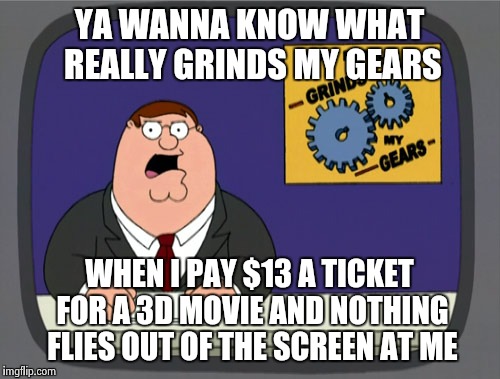 YA WANNA KNOW WHAT
REALLY GRINDS MY GEARS
GRINDS
MY
GEARS
WHEN I PAY $13 A TICKET
FOR A 3D MOVIE AND NOTHING
FLIES OUT OF THE SCREEN AT ME
imgflip.com